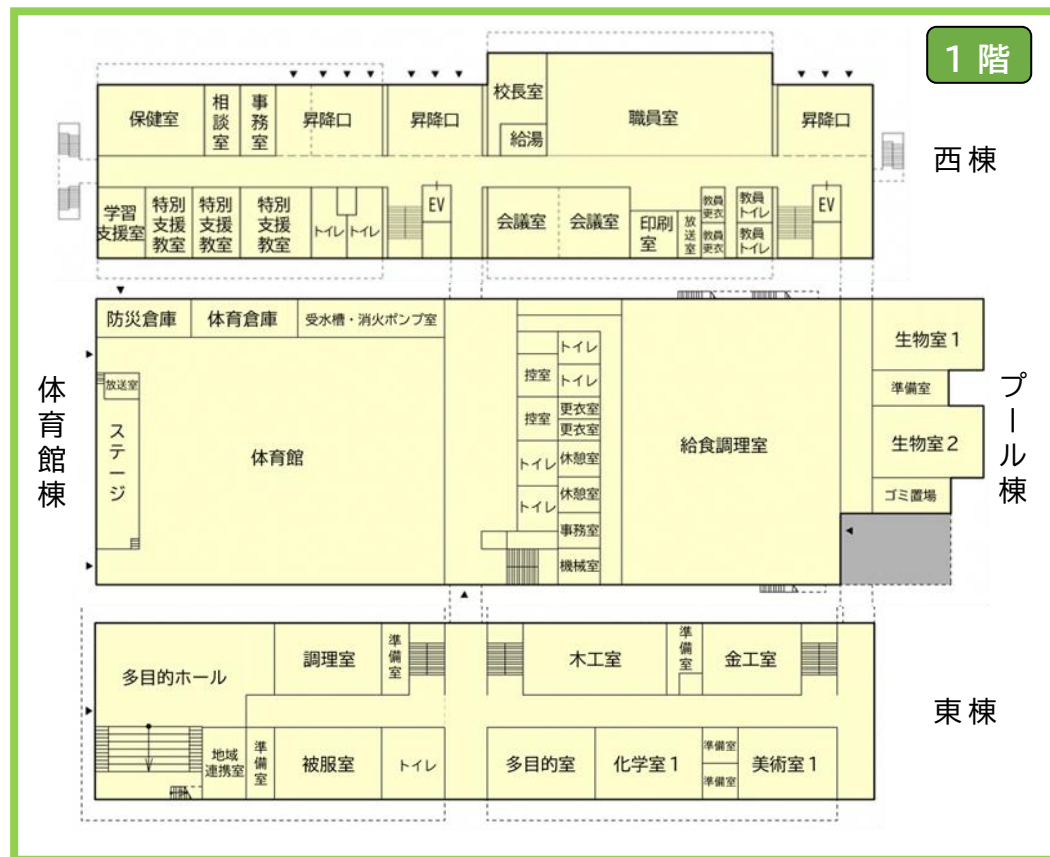 1 階
西棟
保健室
相談室
事務室
昇降口
昇降口
校長室
給湯
職員室
昇降口
学習
支援室
特別
支援
教室
特別
支援
教室
特別
支援
教室
トイレ
トイレ
EV
会議室
会議室
印刷
室
放送室
教員
更衣
教員
更衣
教員
トイレ
教員
トイレ
EV
体育館棟
防災倉庫
体育倉庫
受水槽・消火ポンプ室
放送室
ステージ
体育館
控室
控室
トイレ
トイレ
トイレ
トイレ
更衣室
更衣室
休憩室
休憩室
事務室
機械室
給食調理室
生物室1
準備室
生物室2
ゴミ置場
プール棟
東棟
多目的ホール
調理室
準備室
木工室
準備室
金工室
地域
連携室
準備室
被服室
トイレ
多目的室
化学室1
準備室
準備室
美術室1